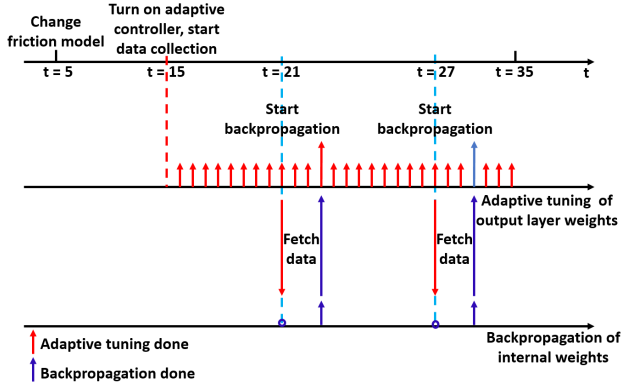 Change
friction model
Turn on adaptive
controller, start
data collection
t = 5
t = 15
t = 21
t = 27
t = 35
t
Start
backpropagation
Start
backpropagation
Adaptive tuning of
output layer weights
Fetch
data
Fetch
data
Backpropagation of
internal weights
Adaptive tuning done
Backpropagation done